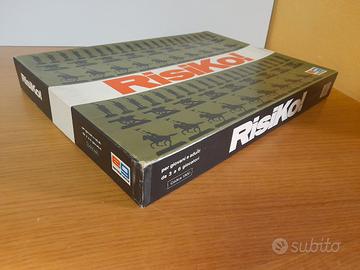 RisiKo!
RisiKo!
RisiKo!
per giovani e adulti
da 3 a 6 giocatori
subito